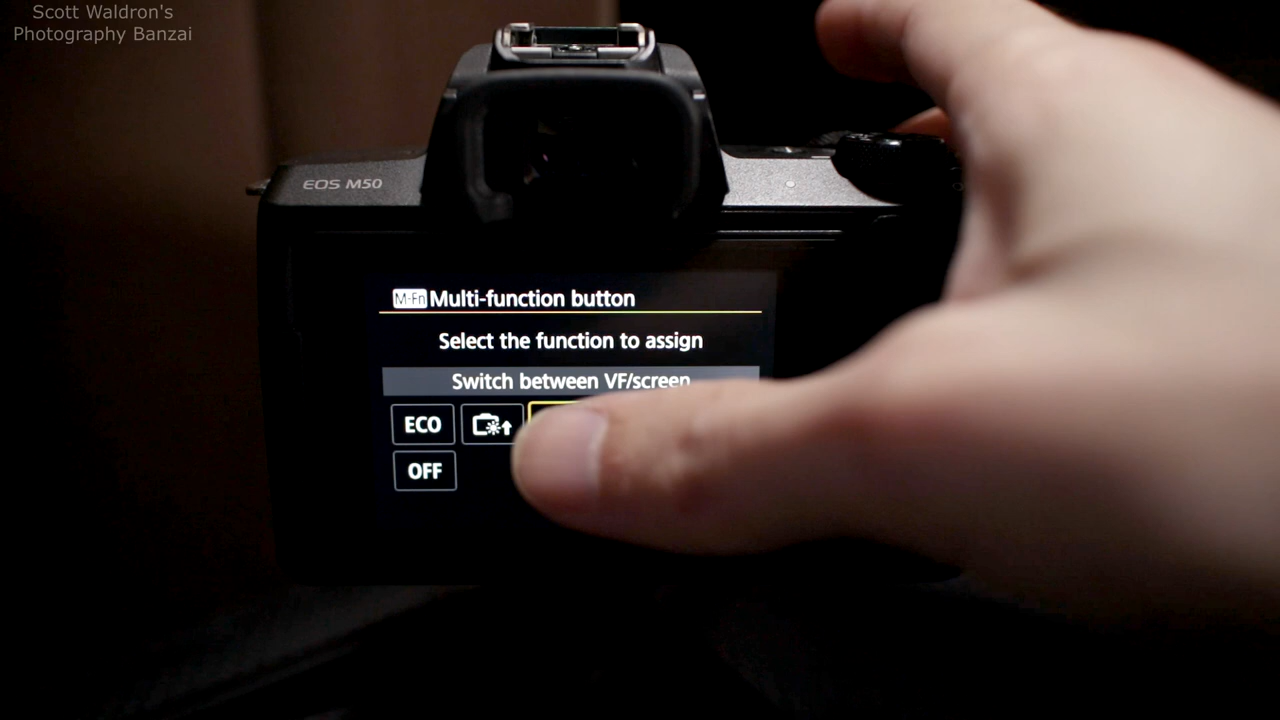 Scott Waldron's
Photography Banzai
EOS M50
M-Fn Multi-function button
Select the function to assign
Switch between VF/screen
ECO
OFF